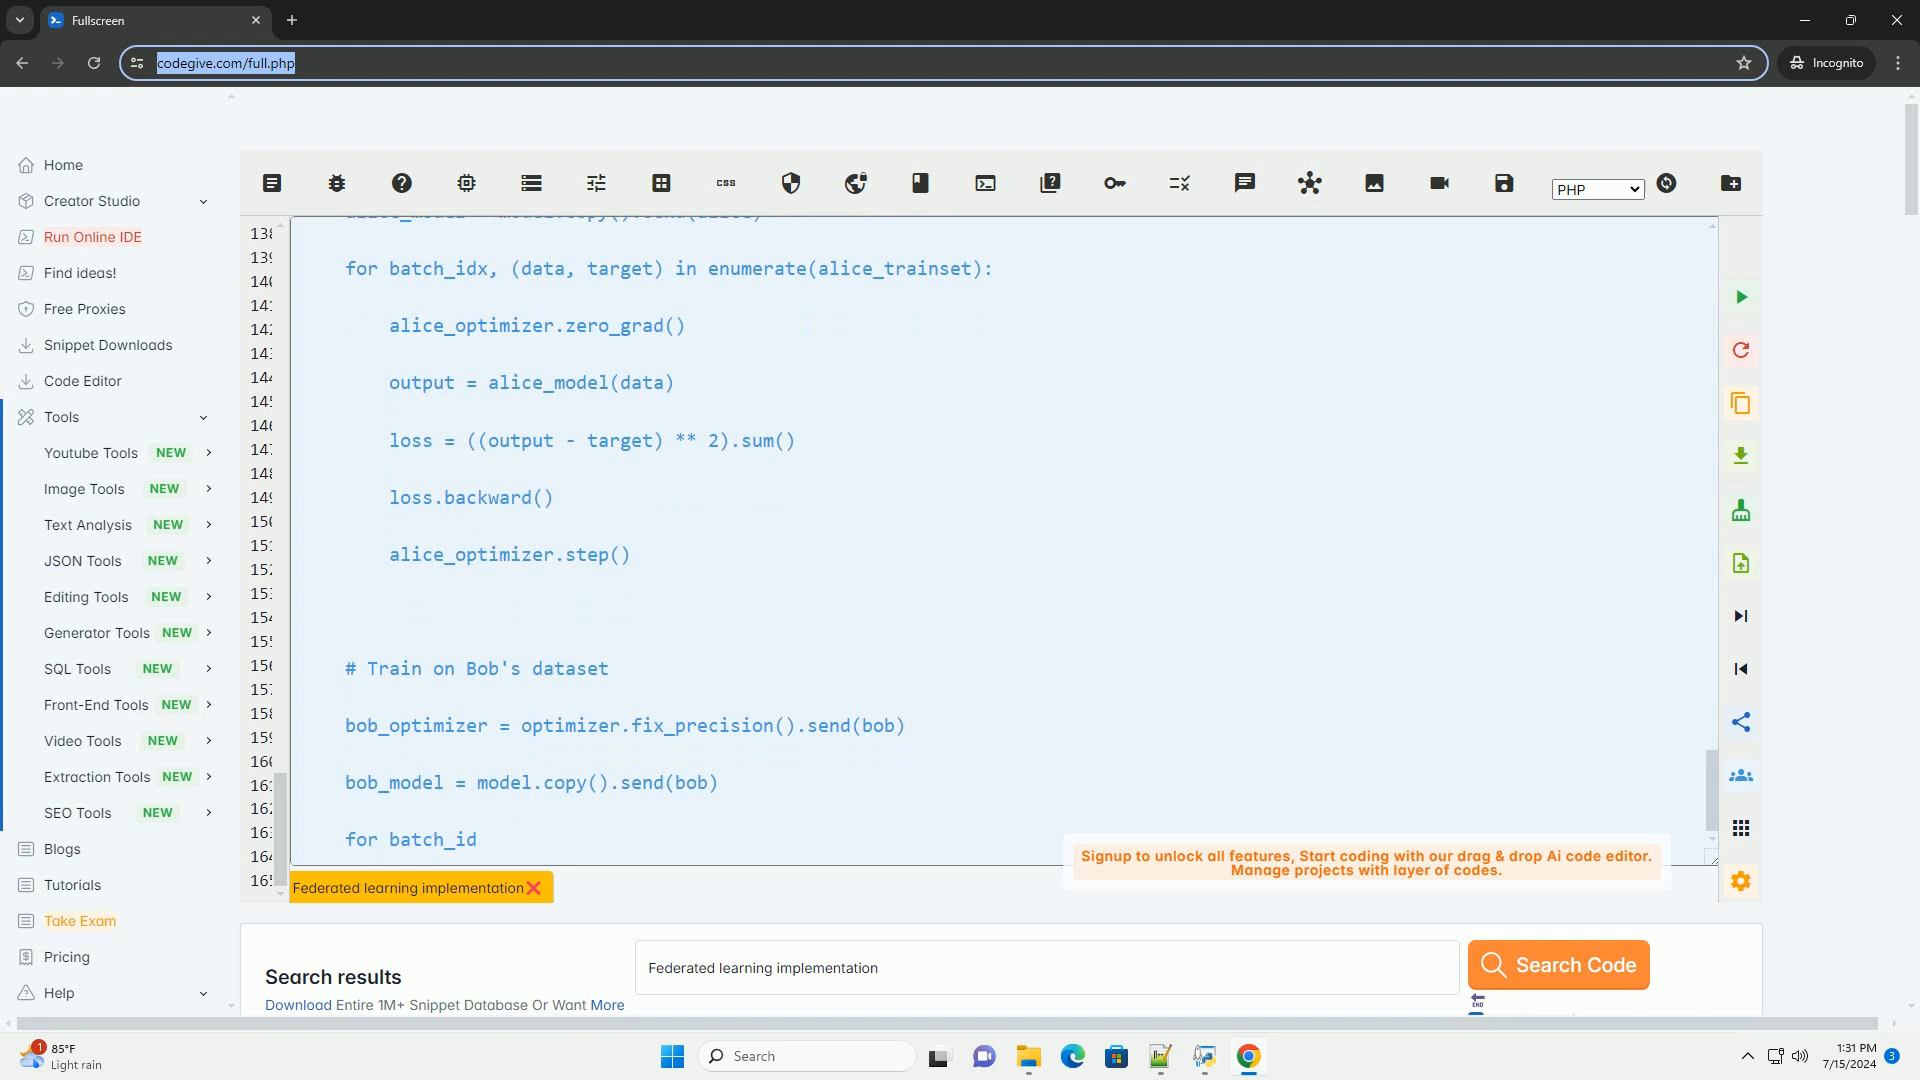 Fullscreen
codegive.com/full.php
Incognito
Home
Creator Studio
Run Online IDE
Find ideas!
Free Proxies
Snippet Downloads
Code Editor
Tools
Youtube Tools NEW
Image Tools NEW
Text Analysis NEW
JSON Tools NEW
Editing Tools NEW
Generator Tools NEW
SQL Tools NEW
Front-End Tools NEW
Video Tools NEW
Extraction Tools NEW
SEO Tools NEW
Blogs
Tutorials
Take Exam
Pricing
Help
css
PHP
for batch_idx, (data, target) in enumerate(alice_trainset):
alice_optimizer.zero_grad()
output = alice_model(data)
loss = ((output - target) ** 2).sum()
loss.backward()
alice_optimizer.step()
# Train on Bob's dataset
bob_optimizer = optimizer.fix_precision().send(bob)
bob_model = model.copy().send(bob)
for batch_id
Signup to unlock all features, Start coding with our drag & drop Ai code editor.
Manage projects with layer of codes.
Federated learning implementation
Search results
Download Entire 1M+ Snippet Database Or Want More
Federated learning implementation
Search Code
END
1
85°F
Light rain
Search
1:31 PM
7/15/2024
3